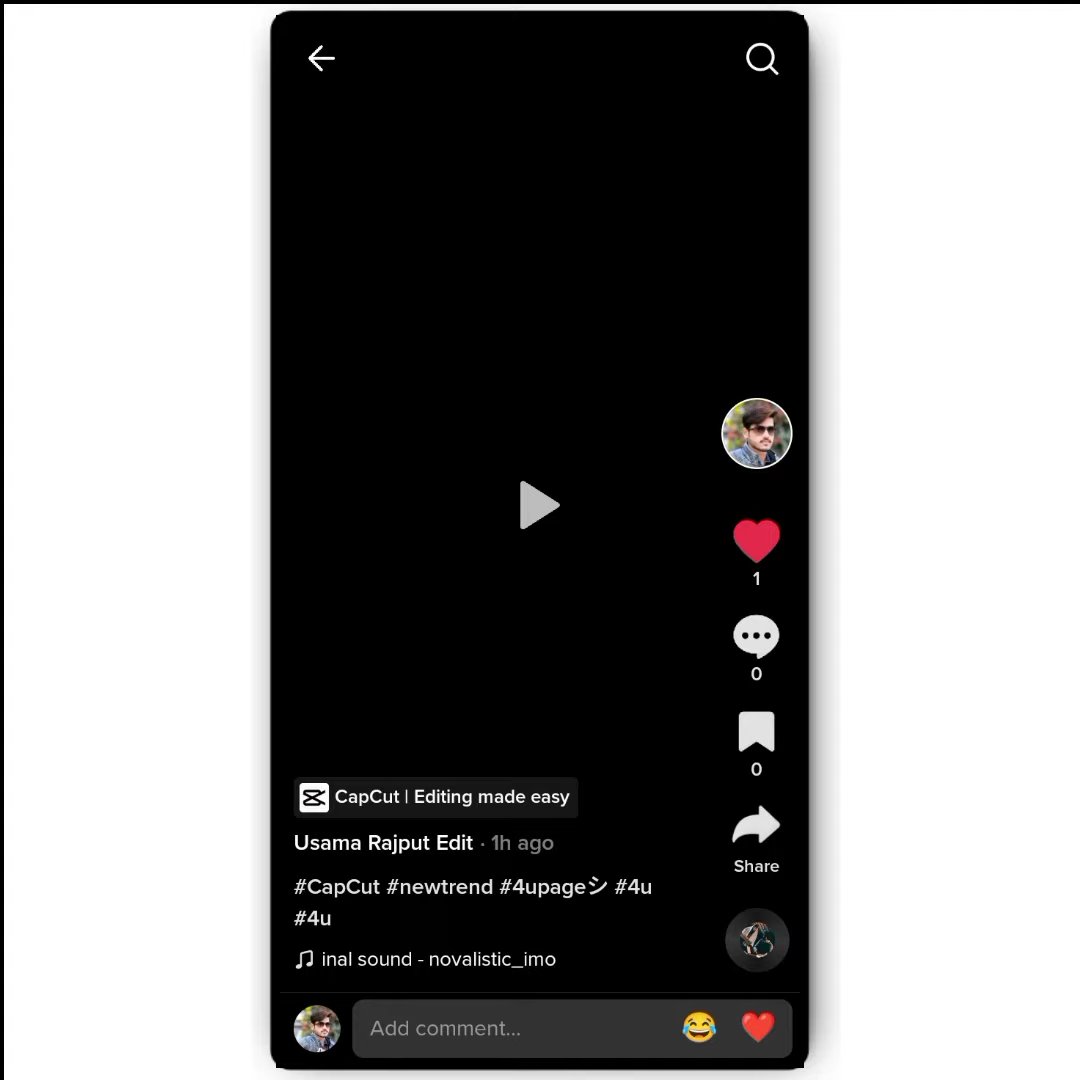 1
0
0
Share
CapCut | Editing made easy
Usama Rajput Edit · 1h ago
#CapCut #newtrend #4upageシ #4u
#4u
inal sound - novalistic_imo
Add comment...